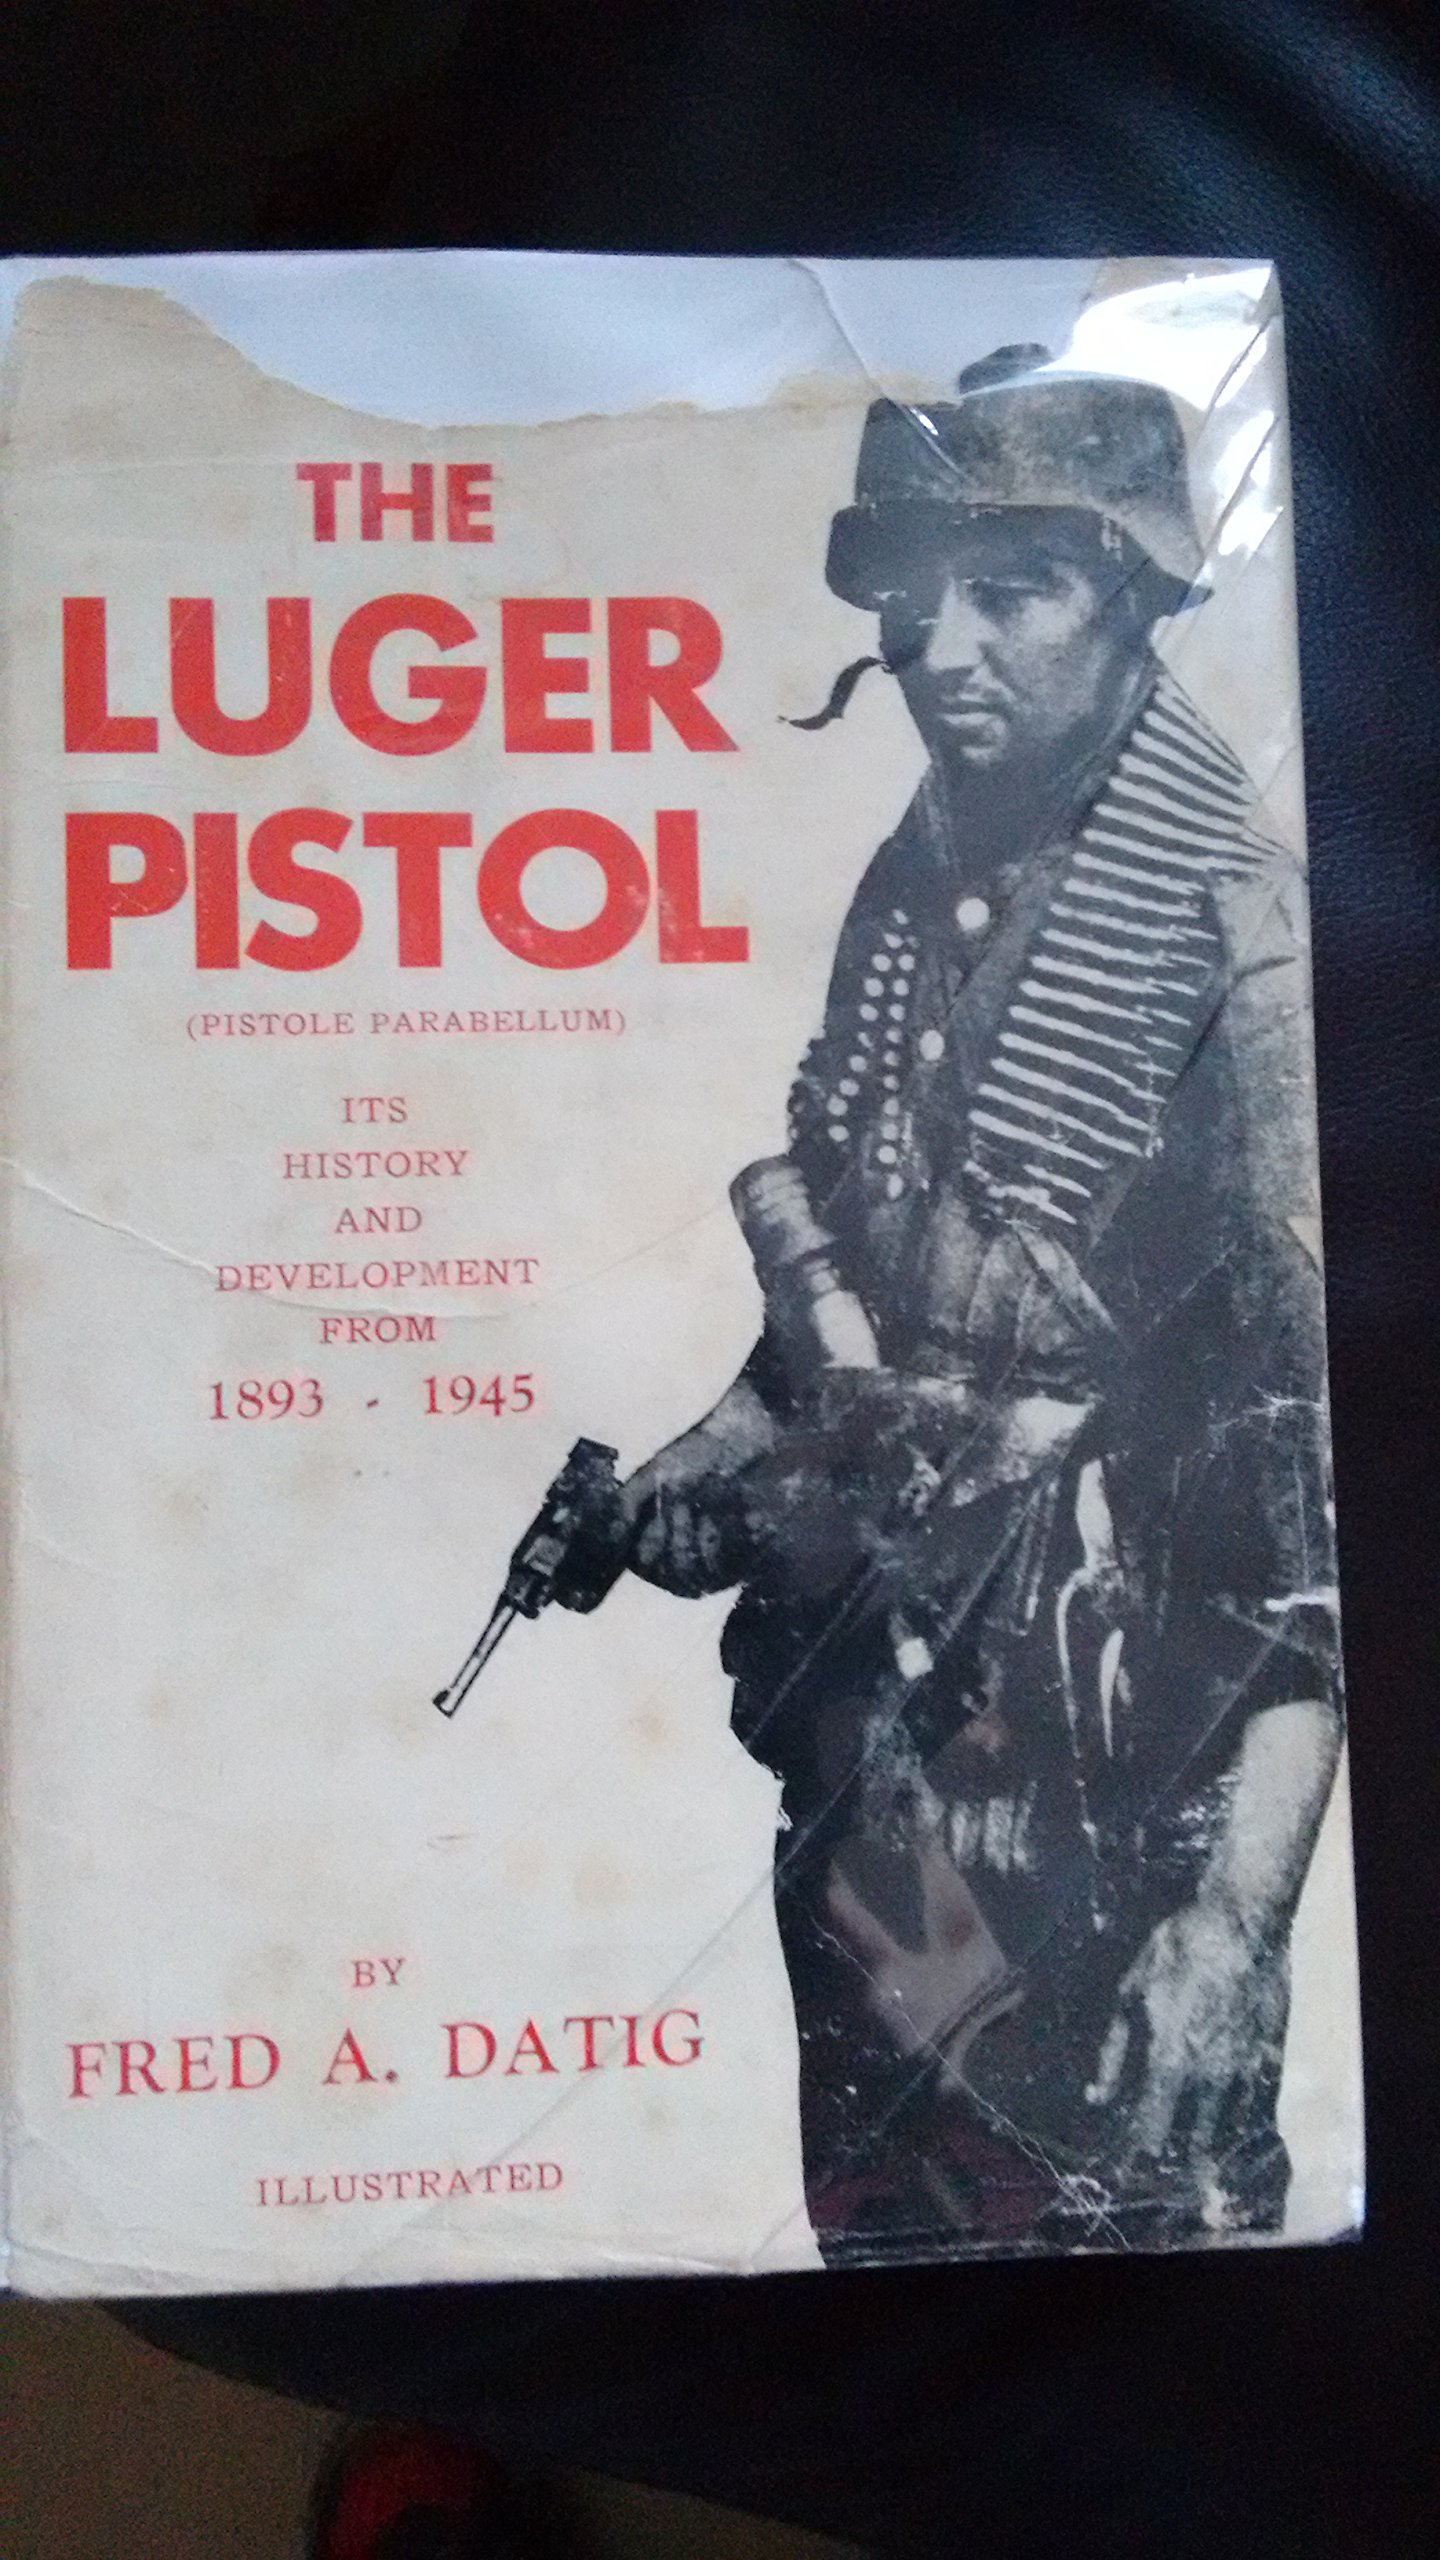 THE
LUGER
PISTOL
(PISTOLE PARABELLUM)
ITS
HISTORY
AND
DEVELOPMENT
FROM
1893 - 1945
BY
FRED A. DATIG
ILLUSTRATED